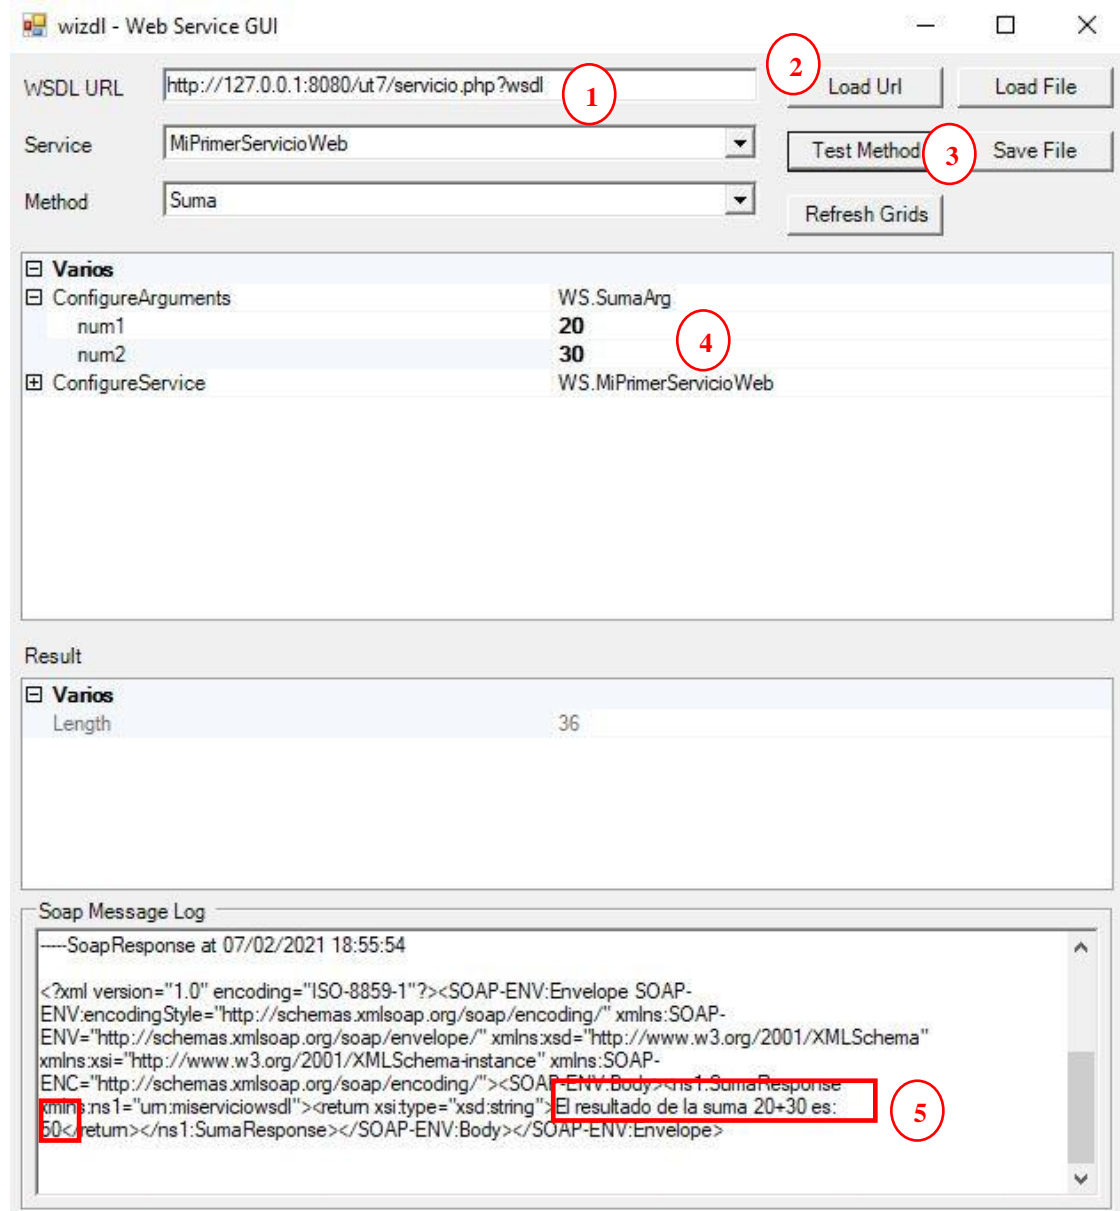 wizdl - Web Service GUI
WSDL URL http://127.0.0.1:8080/ut7/servicio.php?wsdl 1 2 Load Url Load File
Service MiPrimerServicioWeb Test Method 3 Save File
Method Suma Refresh Grids
Varios
ConfigureArguments WS.SumaArg
num1 20
num2 30 4
ConfigureService WS.MiPrimerServicioWeb
Result
Varios
Length 36
Soap Message Log
-----SoapResponse at 07/02/2021 18:55:54
<?xml version="1.0" encoding="ISO-8859-1"?><SOAP-ENV:Envelope SOAP-
ENV:encodingStyle="http://schemas.xmlsoap.org/soap/encoding/" xmlns:SOAP-
ENV="http://schemas.xmlsoap.org/soap/envelope/" xmlns:xsd="http://www.w3.org/2001/XMLSchema"
xmlns:xsi="http://www.w3.org/2001/XMLSchema-instance" xmlns:SOAP-
ENC="http://schemas.xmlsoap.org/soap/encoding/"><SOAP-ENV:Body><ns1:SumaResponse
xmlns:ns1="urn:miserviciowsdl"><return xsi:type="xsd:string">El resultado de la suma 20+30 es: 5
50</return></ns1:SumaResponse></SOAP-ENV:Body></SOAP-ENV:Envelope>